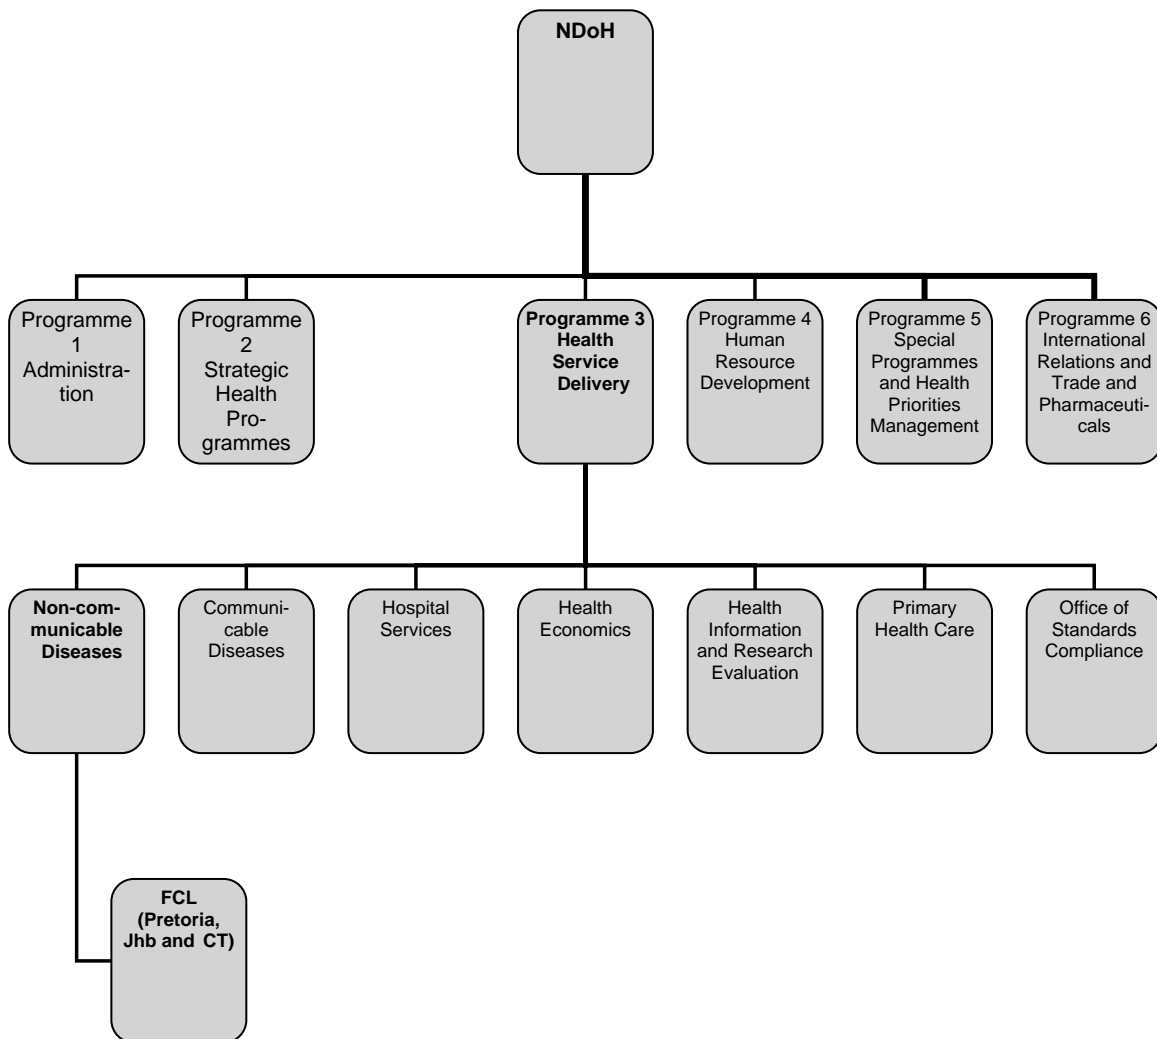 NDoH
Programme
1
Administra-
tion
Programme
2
Strategic
Health
Pro-
grammes
Programme 3
Health
Service
Delivery
Programme 4
Human
Resource
Development
Programme 5
Special
Programmes
and Health
Priorities
Management
Programme 6
International
Relations and
Trade and
Pharmaceuti-
cals
Non-com-
municable
Diseases
Communi-
cable
Diseases
Hospital
Services
Health
Economics
Health
Information
and Research
Evaluation
Primary
Health Care
Office of
Standards
Compliance
FCL
(Pretoria,
Jhb and CT)